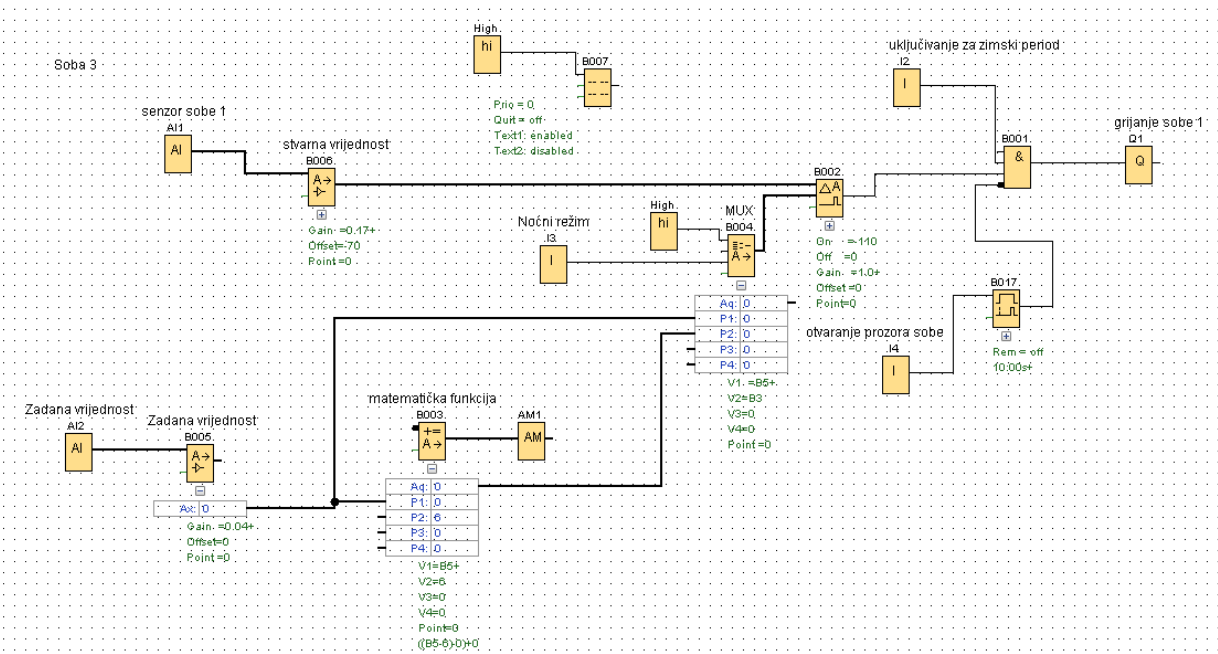 Soba 3
High
hi
B007
Prio = 0
Quit = off
Text1: enabled
Text2: disabled
uključivanje za zimski period
I2
I
senzor sobe 1
AI1
AI
stvarna vrijednost
B006
A→
Gain =0.17+
Offset=-70
Point =0
B001
&
grijanje sobe 1
Q1
Q
B002
ΔA
On =-110
Off =0
Gain =1.0+
Offset =0
Point=0
Noćni režim
I3
I
High
hi
MUX
B004
A→
Aq: 0
P1: 0
P2: 0
P3: 0
P4: 0
V1 =B5+
V2=B3
V3=0
V4=0
Point =0
otvaranje prozora sobe
I4
I
B017
Rem = off
10:00s+
Zadana vrijednost
AI2
AI
Zadana vrijednost
B005
A→
Ax: 0
Gain =0.04+
Offset=0
Point =0
matematička funkcija
B003
+=
A→
AM1
AM
Aq: 0
P1: 0
P2: 6
P3: 0
P4: 0
V1=B5+
V2=6
V3=0
V4=0
Point=0
((B5-6)-0)+0